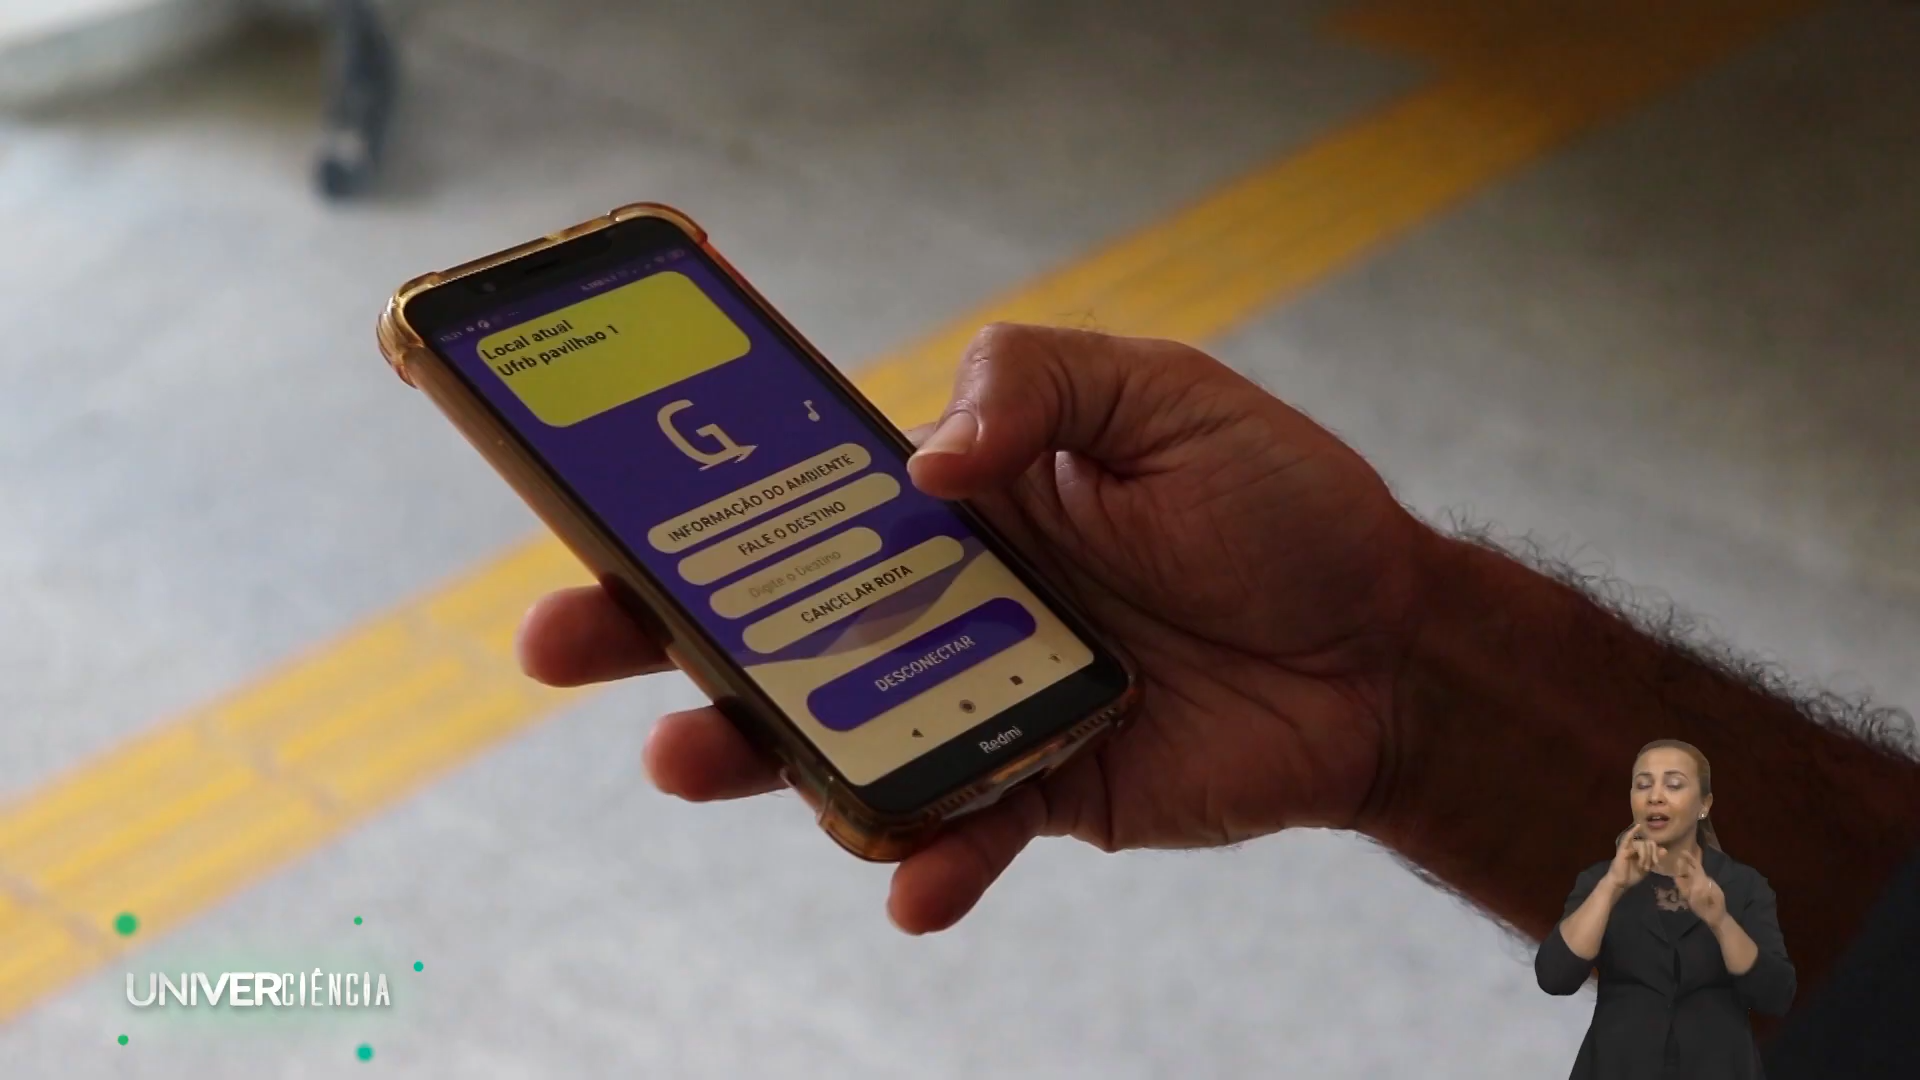 Local atual
Ufrb pavilhao 1
G
INFORMAÇÃO DO AMBIENTE
FALE O DESTINO
Digite o Destino
CANCELAR ROTA
DESCONECTAR
Redmi
UNIVERCIÊNCIA